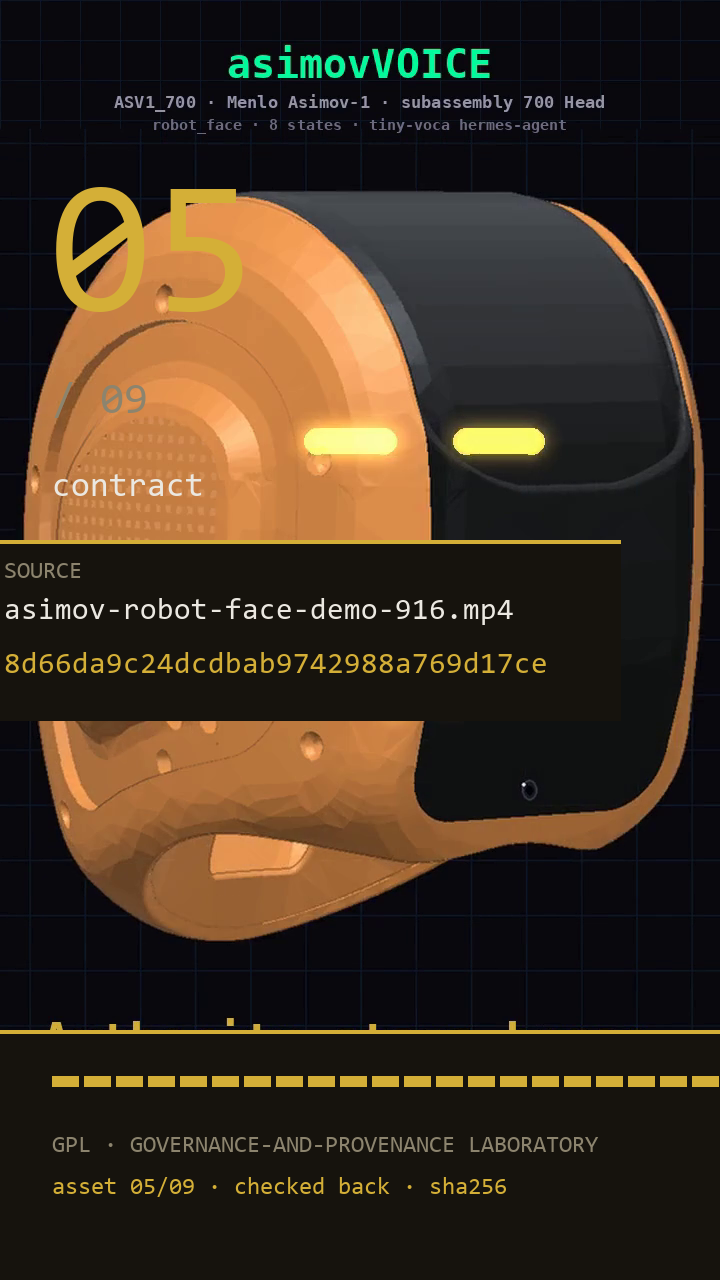 asimovVOICE
ASV1_700 · Menlo Asimov-1 · subassembly 700 Head
robot_face · 8 states · tiny-voca hermes-agent
05
/ 09
contract
SOURCE
asimov-robot-face-demo-916.mp4
8d66da9c24dcdbab9742988a769d17ce
GPL · GOVERNANCE-AND-PROVENANCE LABORATORY
asset 05/09 · checked back · sha256